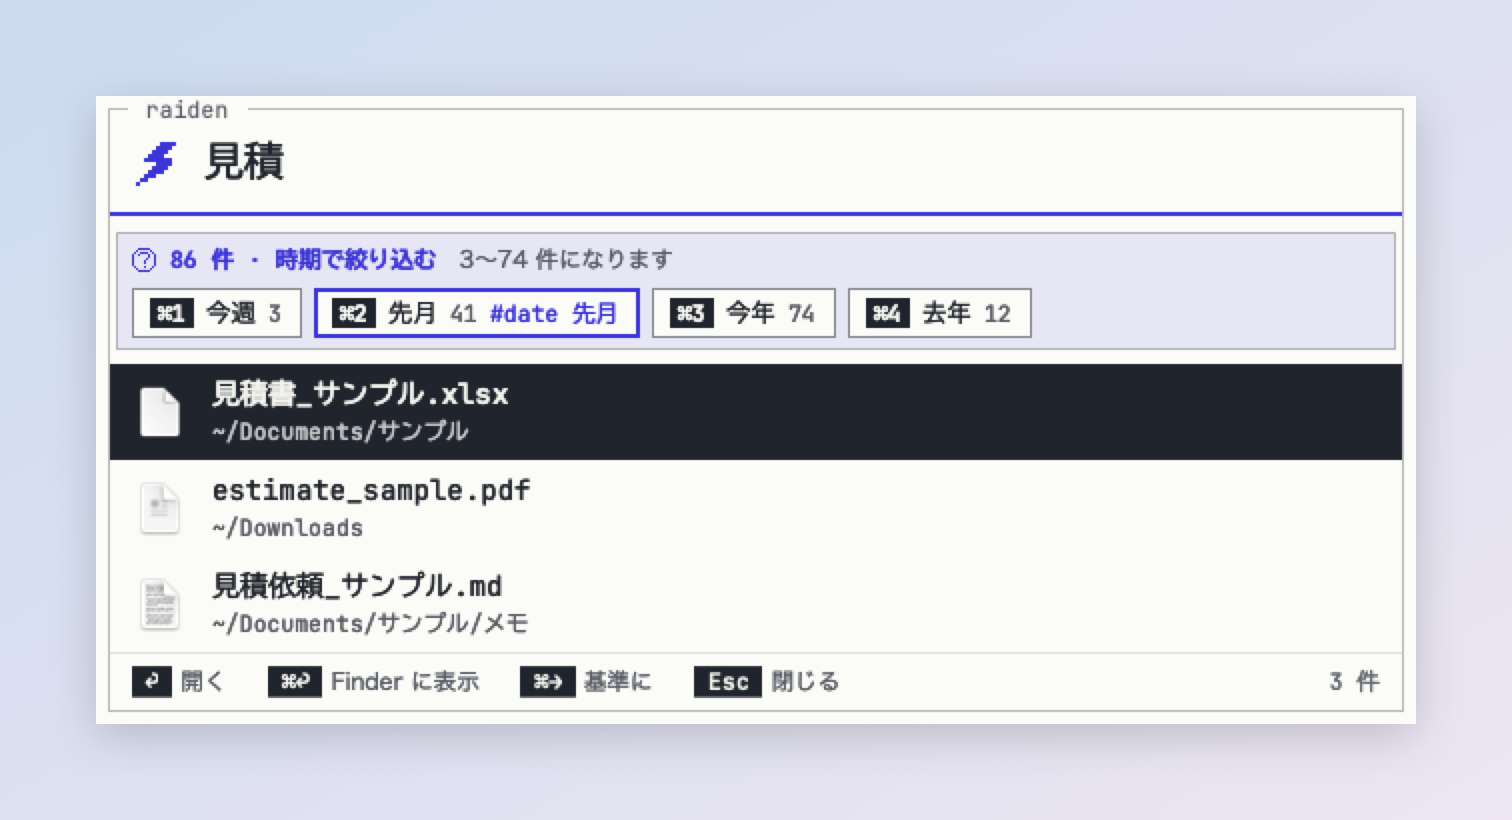 raiden
見積
86 件 · 時期で絞り込む 3〜74 件になります
⌘1 今週 3 ⌘2 先月 41 #date 先月 ⌘3 今年 74 ⌘4 去年 12
見積書_サンプル.xlsx
~/Documents/サンプル
estimate_sample.pdf
~/Downloads
見積依頼_サンプル.md
~/Documents/サンプル/メモ
⏎ 開く ⌘⏎ Finder に表示 ⌘→ 基準に Esc 閉じる 3 件